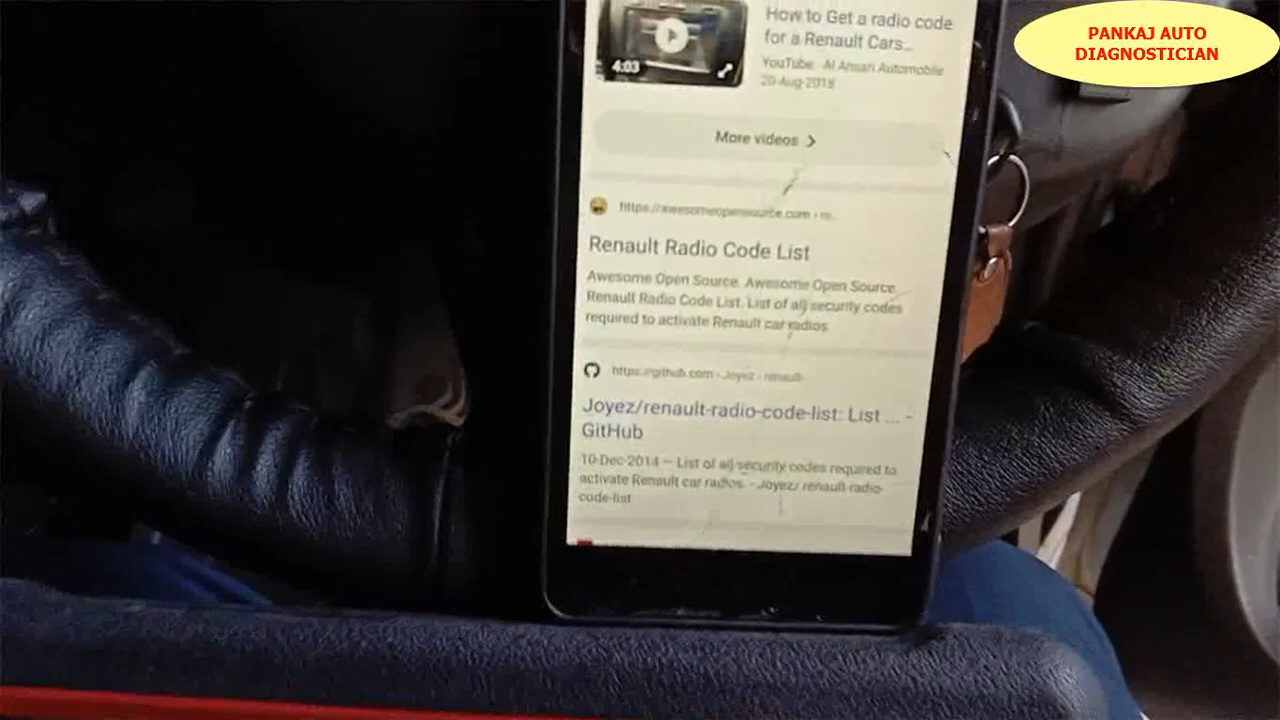 How to Get a radio code
for a Renault Cars...
YouTube · Al Ansari Automobile
20-Aug-2018
4:03
More videos
https://awesomeopensource.com › re...
Renault Radio Code List
Awesome Open Source. Awesome Open Source.
Renault Radio Code List. List of all security codes
required to activate Renault car radios.
https://github.com › Joyez › renault
Joyez/renault-radio-code-list: List ... -
GitHub
10-Dec-2014 — List of all security codes required to
activate Renault car radios. - Joyez/ renault-radio-
code-list
PANKAJ AUTO
DIAGNOSTICIAN